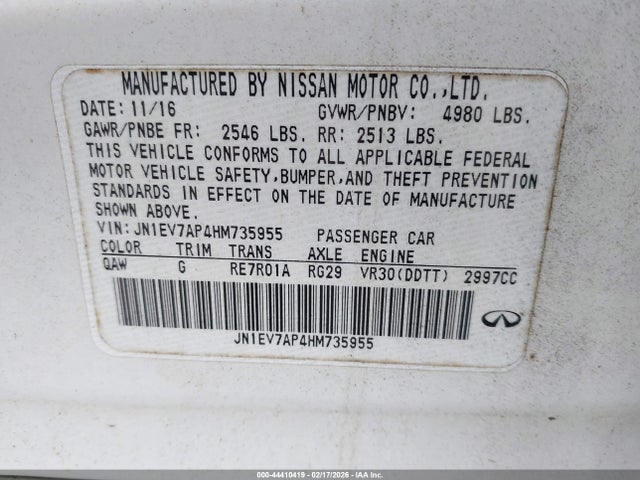 MANUFACTURED BY NISSAN MOTOR CO.,LTD.
DATE: 11/16 GVWR/PNBV: 4980 LBS.
GAWR/PNBE FR: 2546 LBS. RR: 2513 LBS.
THIS VEHICLE CONFORMS TO ALL APPLICABLE FEDERAL
MOTOR VEHICLE SAFETY,BUMPER,AND THEFT PREVENTION
STANDARDS IN EFFECT ON THE DATE OF MANUFACTURE
SHOWN ABOVE.
VIN: JN1EV7AP4HM735955 PASSENGER CAR
COLOR TRIM TRANS AXLE ENGINE
QAW G RE7R01A RG29 VR30(DDTT) 2997CC
JN1EV7AP4HM735955
000-44410419 - 02/17/2026 - IAAI.COM